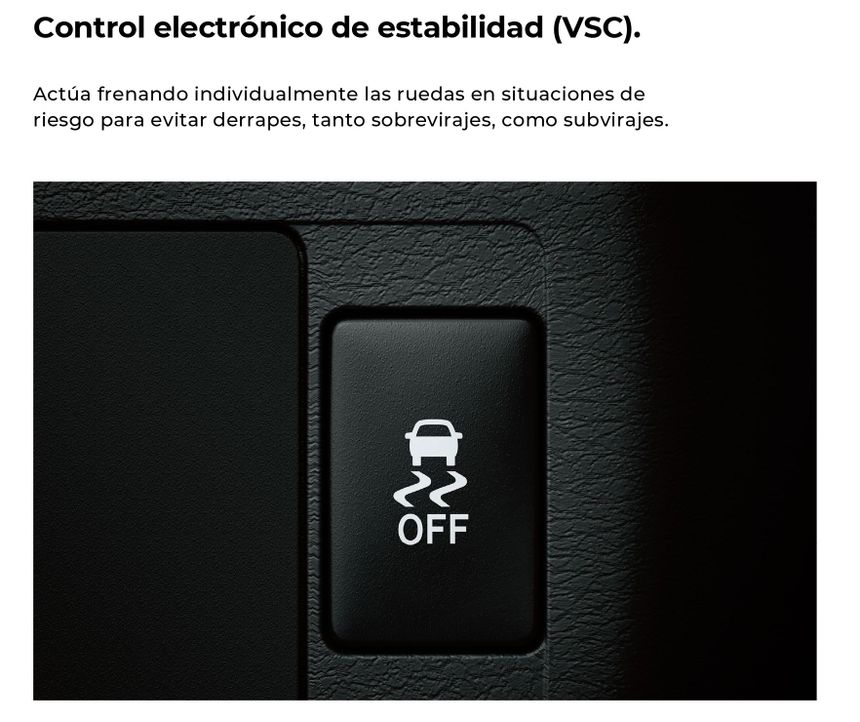 Control electrónico de estabilidad (VSC).
Actúa frenando individualmente las ruedas en situaciones de
riesgo para evitar derrapes, tanto sobrevirajes, como subvirajes.
OFF